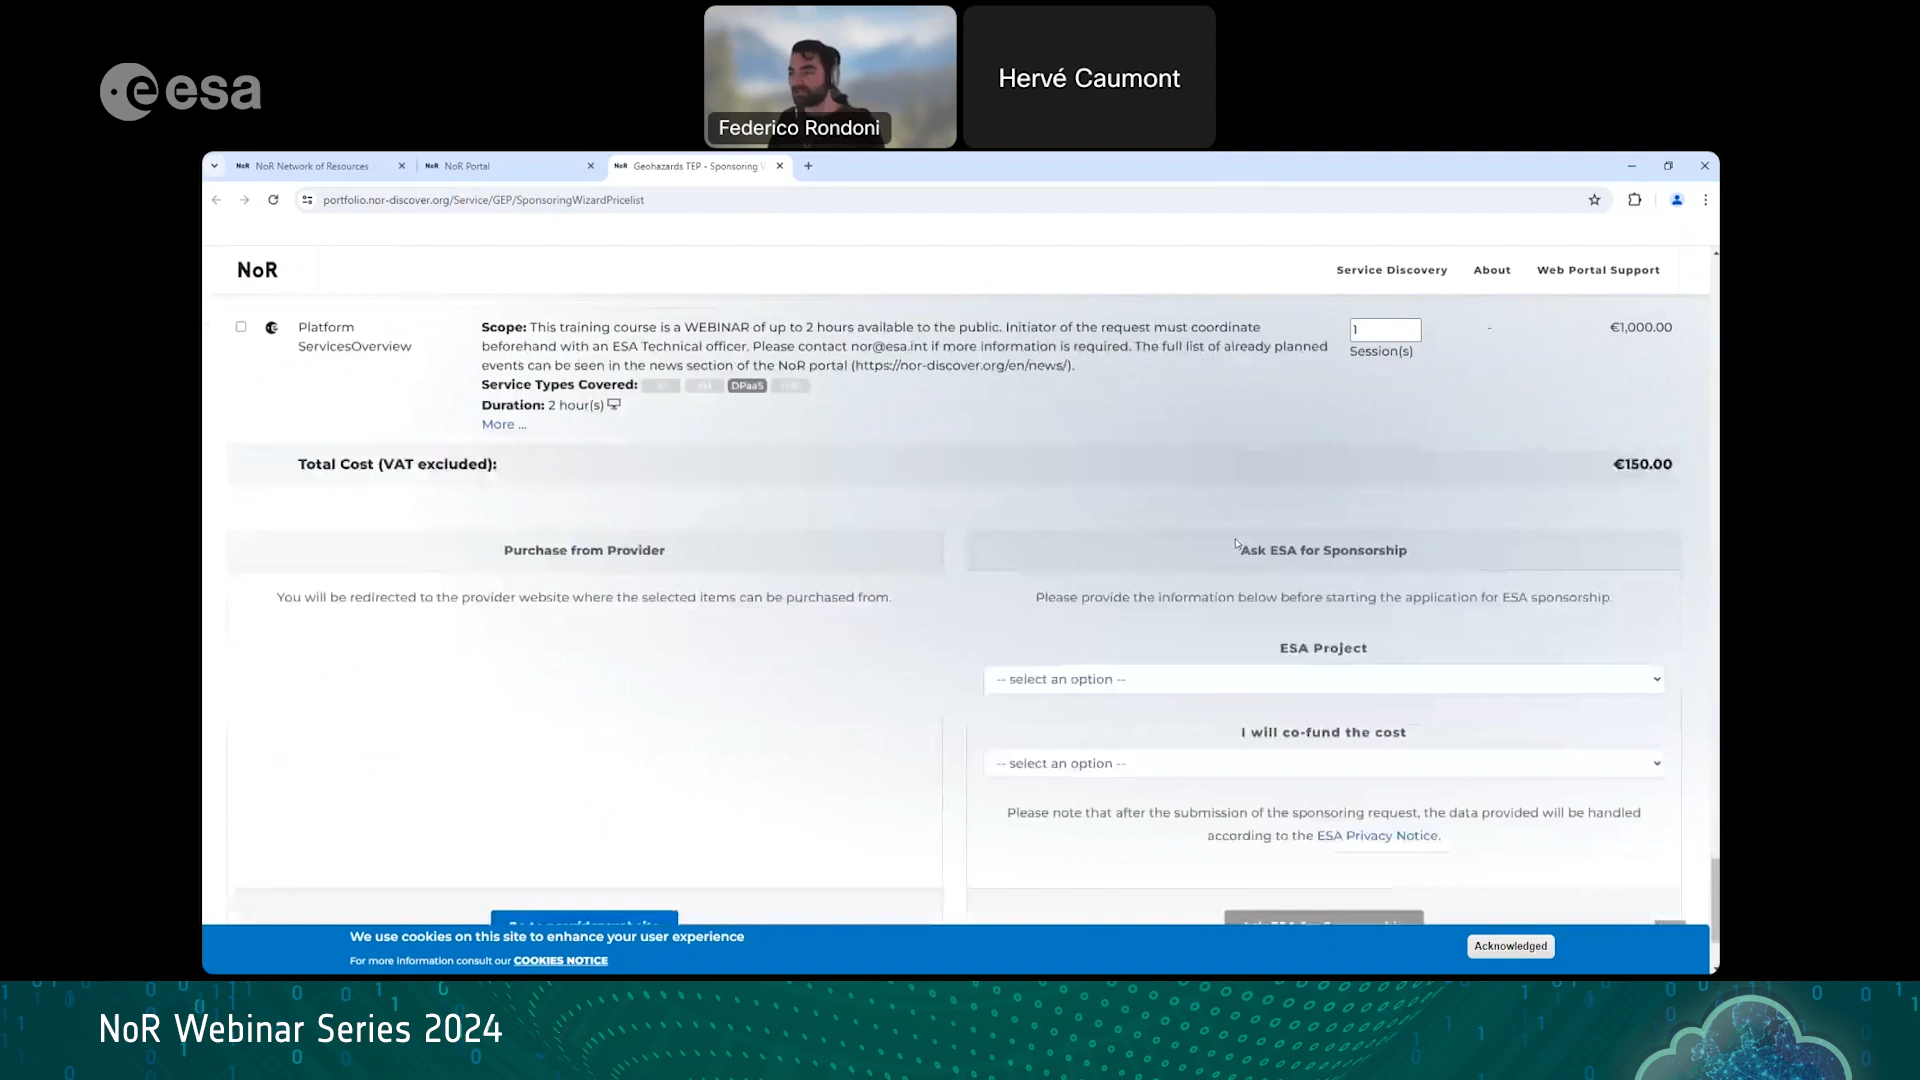 esa
Federico Rondoni
Hervé Caumont
NoR NoR Network of Resources
NoR NoR Portal
NoR Geohazards TEP - Sponsoring
portfolio.nor-discover.org/Service/GEP/SponsoringWizardPricelist
NoR
Service Discovery About Web Portal Support
Platform
ServicesOverview
Scope: This training course is a WEBINAR of up to 2 hours available to the public. Initiator of the request must coordinate
beforehand with an ESA Technical officer. Please contact nor@esa.int if more information is required. The full list of already planned
events can be seen in the news section of the NoR portal (https://nor-discover.org/en/news/).
Service Types Covered: DPaaS
Duration: 2 hour(s)
More ...
1
Session(s)
-
€1,000.00
Total Cost (VAT excluded): €150.00
Purchase from Provider
You will be redirected to the provider website where the selected items can be purchased from.
Ask ESA for Sponsorship
Please provide the information below before starting the application for ESA sponsorship.
ESA Project
-- select an option --
I will co-fund the cost
-- select an option --
Please note that after the submission of the sponsoring request, the data provided will be handled
according to the ESA Privacy Notice.
We use cookies on this site to enhance your user experience
For more information consult our COOKIES NOTICE
Acknowledged
NoR Webinar Series 2024